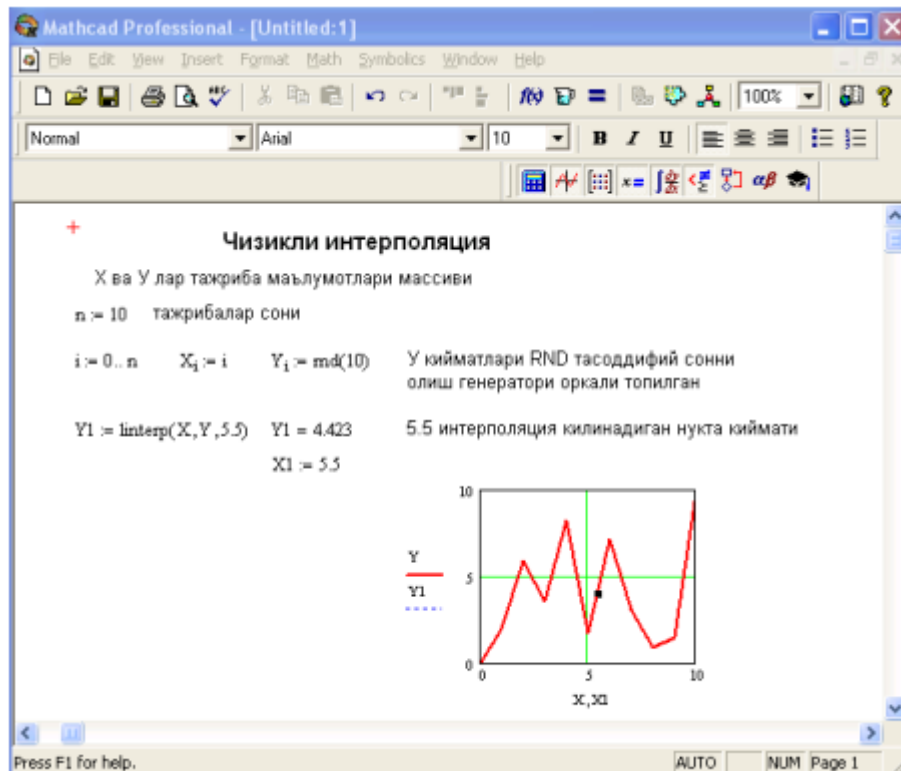 Mathcad Professional - [Untitled:1]
File Edit View Insert Format Math Symbolics Window Help
100%
Normal Arial 10 B I U
αβ
Чизикли интерполяция
Х ва У лар тажриба маълумотлари массиви
n := 10 тажрибалар сони
i := 0.. n Xi := i Yi := rnd(10) У кийматлари RND тасоддифий сонни
олиш генератори оркали топилган
Y1 := linterp(X,Y,5.5) Y1 = 4.423 5.5 интерполяция килинадиган нукта киймати
X1 := 5.5
10
Y
5
Y1
0
0 5 10
X,X1
Press F1 for help. AUTO NUM Page 1